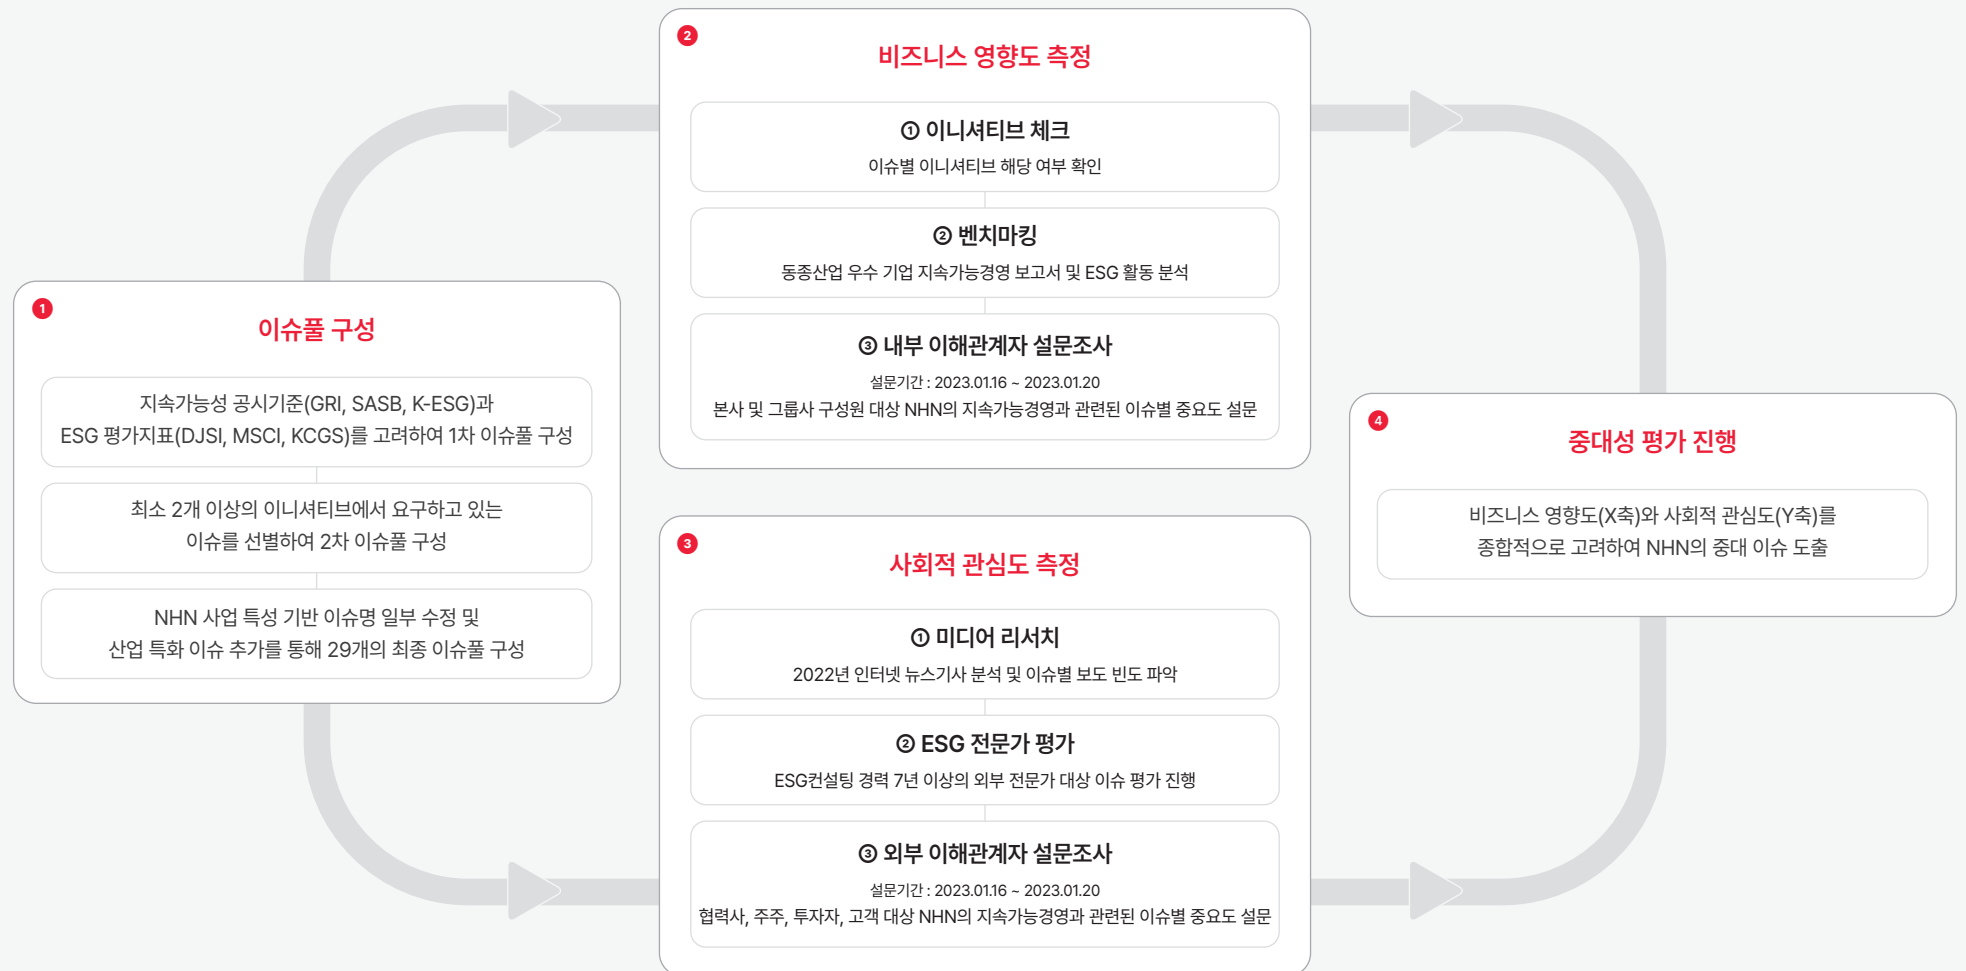 1
이슈풀 구성
지속가능성 공시기준(GRI, SASB, K-ESG)과
ESG 평가지표(DJSI, MSCI, KCGS)를 고려하여 1차 이슈풀 구성
최소 2개 이상의 이니셔티브에서 요구하고 있는
이슈를 선별하여 2차 이슈풀 구성
NHN 사업 특성 기반 이슈명 일부 수정 및
산업 특화 이슈 추가를 통해 29개의 최종 이슈풀 구성
2
비즈니스 영향도 측정
① 이니셔티브 체크
이슈별 이니셔티브 해당 여부 확인
② 벤치마킹
동종산업 우수 기업 지속가능경영 보고서 및 ESG 활동 분석
③ 내부 이해관계자 설문조사
설문기간 : 2023.01.16 ~ 2023.01.20
본사 및 그룹사 구성원 대상 NHN의 지속가능경영과 관련된 이슈별 중요도 설문
3
사회적 관심도 측정
① 미디어 리서치
2022년 인터넷 뉴스기사 분석 및 이슈별 보도 빈도 파악
② ESG 전문가 평가
ESG컨설팅 경력 7년 이상의 외부 전문가 대상 이슈 평가 진행
③ 외부 이해관계자 설문조사
설문기간 : 2023.01.16 ~ 2023.01.20
협력사, 주주, 투자자, 고객 대상 NHN의 지속가능경영과 관련된 이슈별 중요도 설문
4
중대성 평가 진행
비즈니스 영향도(X축)와 사회적 관심도(Y축)를
종합적으로 고려하여 NHN의 중대 이슈 도출